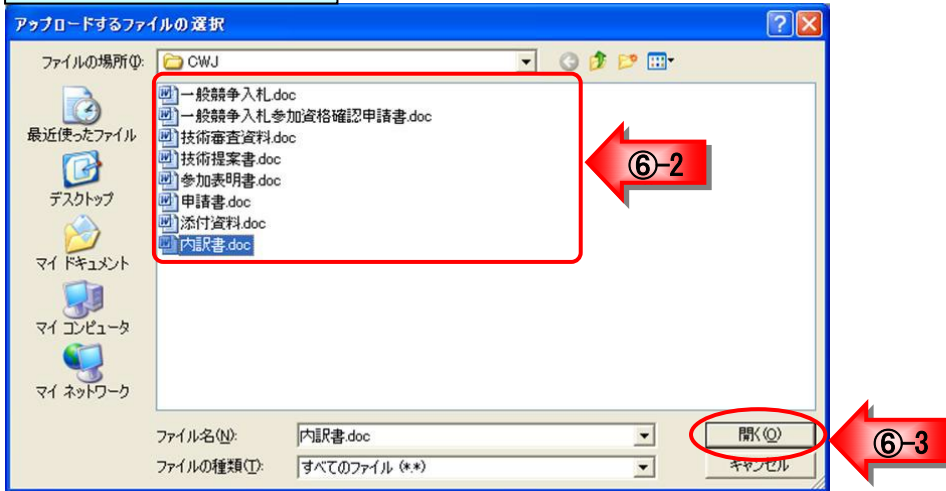 アップロードするファイルの選択
ファイルの場所(I):
CWJ
一般競争入札.doc
一般競争入札参加資格確認申請書.doc
技術審査資料.doc
技術提案書.doc
参加表明書.doc
申請書.doc
添付資料.doc
内訳書.doc
最近使ったファイル
デスクトップ
マイ ドキュメント
マイ コンピュータ
マイ ネットワーク
⑥-2
ファイル名(N):
内訳書.doc
開く(O)
⑥-3
ファイルの種類(T):
すべてのファイル (*.*)
キャンセル